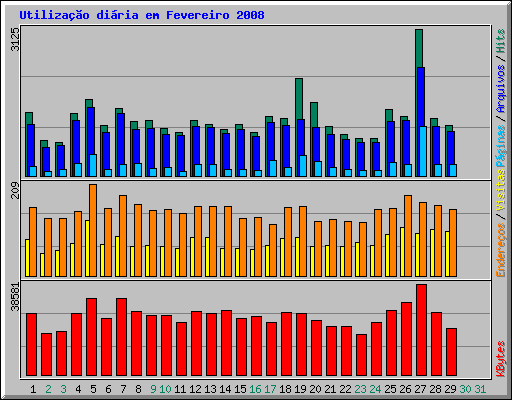 Utilização diária em Fevereiro 2008
3125
209
38581
Hits / Arquivos / Páginas
Visitas / Endereços
KBytes
1 2 3 4 5 6 7 8 9 10 11 12 13 14 15 16 17 18 19 20 21 22 23 24 25 26 27 28 29 30 31